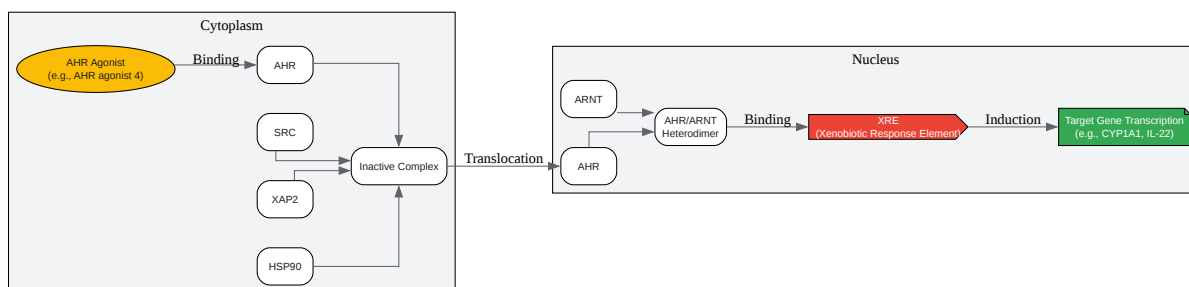 Cytoplasm
AHR Agonist
(e.g., AHR agonist 4)
Binding
AHR
SRC
XAP2
HSP90
Inactive Complex
Translocation
Nucleus
ARNT
AHR
AHR/ARNT
Heterodimer
Binding
XRE
(Xenobiotic Response Element)
Induction
Target Gene Transcription
(e.g., CYP1A1, IL-22)